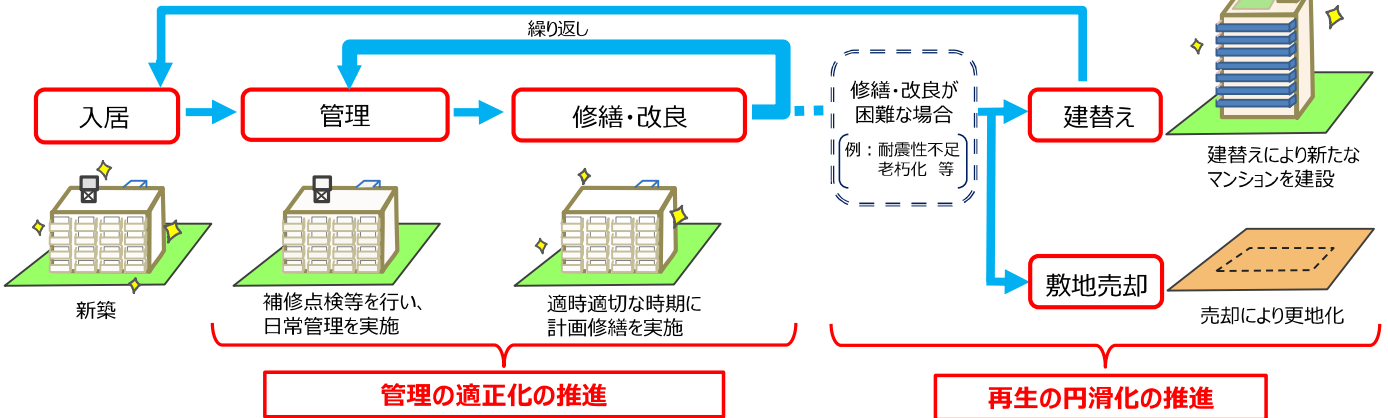 繰り返し
入居
管理
修繕・改良
修繕・改良が
困難な場合
例：耐震性不足
老朽化 等
建替え
建替えにより新たな
マンションを建設
敷地売却
売却により更地化
新築
補修点検等を行い、
日常管理を実施
適時適切な時期に
計画修繕を実施
管理の適正化の推進
再生の円滑化の推進